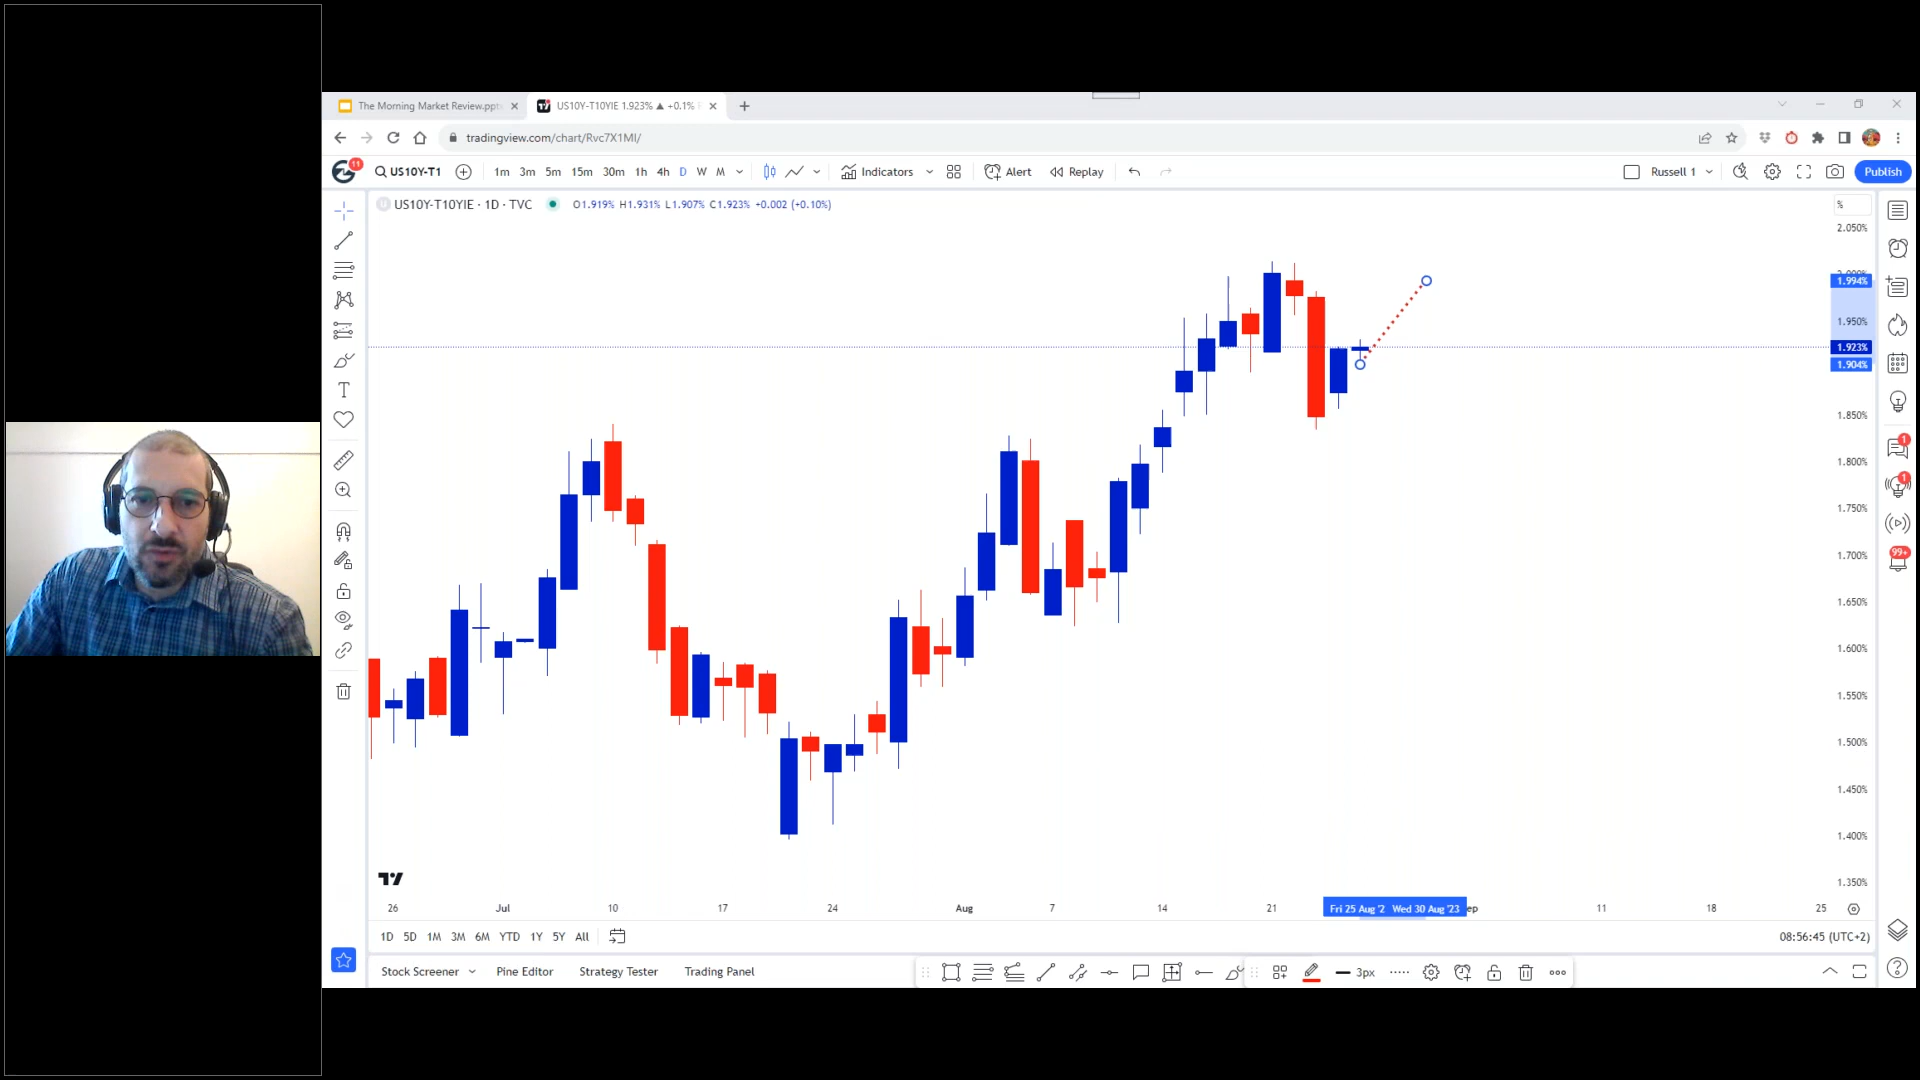 The Morning Market Review.ppt
US10Y-T10YIE 1.923% ▲ +0.1%
tradingview.com/chart/Rvc7X1Ml/
11
US10Y-T1
1m 3m 5m 15m 30m 1h 4h D W M
Indicators
Alert
Replay
Russell 1
Publish
US10Y-T10YIE · 1D · TVC
O1.919% H1.931% L1.907% C1.923% +0.002 (+0.10%)
%
2.050%
1.994%
1.950%
1.923%
1.904%
1.850%
1.800%
1.750%
1.700%
1.650%
1.600%
1.550%
1.500%
1.450%
1.400%
1.350%
1
1
99+
26 Jul 10 17 24 Aug 7 14 21 Fri 25 Aug '2 Wed 30 Aug '23 ep 11 18 25
1D 5D 1M 3M 6M YTD 1Y 5Y All
08:56:45 (UTC+2)
Stock Screener Pine Editor Strategy Tester Trading Panel
3px